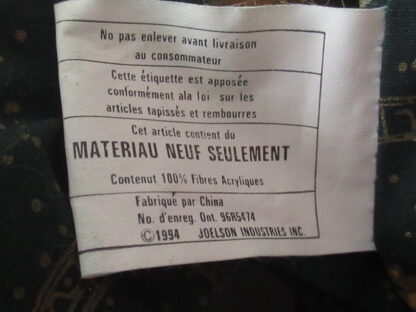 No pas enlever avant livraison
au consommateur
Cette étiquette est apposée
conformément ala loi sur les
articles tapissés et rembourres
Cet article contient du
MATERIAU NEUF SEULEMENT
Contenut 100% Fibres Acryliques
Fabriqué par China
No. d'enreg. Ont. 96R5474
©1994 JOELSON INDUSTRIES INC.